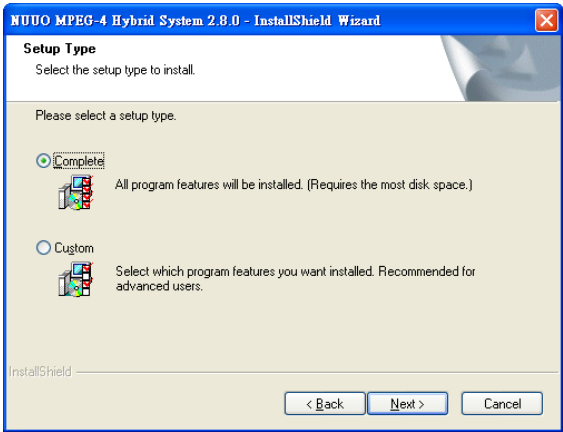 NUUO MPEG-4 Hybrid System 2.8.0 - InstallShield Wizard
Setup Type
Select the setup type to install.
Please select a setup type.
Complete
All program features will be installed. (Requires the most disk space.)
Custom
Select which program features you want installed. Recommended for
advanced users.
InstallShield
< Back
Next >
Cancel